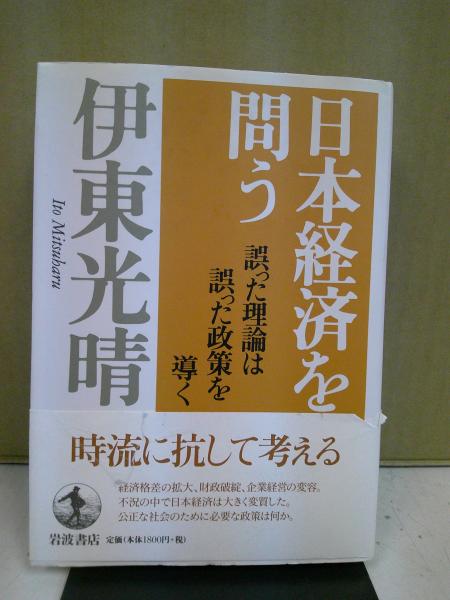 日本経済を
問う
誤った理論は
誤った政策を
導く
伊東光晴
Ito Mitsuharu
時流に抗して考える
経済格差の拡大、財政破綻、企業経営の変容。
不況の中で日本経済は大きく変質した。
公正な社会のために必要な政策は何か。
岩波書店
定価(本体1800円+税)